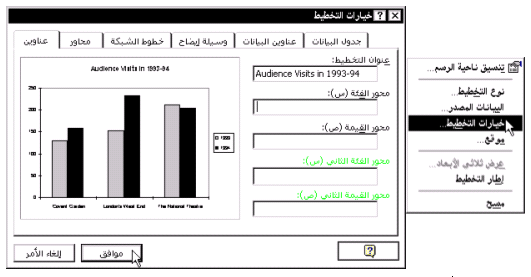 خيارات التخطيط
جدول البيانات
عناوين البيانات
وسيلة إيضاح
خطوط الشبكة
محاور
عناوين
عنوان التخطيط:
Audience Visits in 1993-94
محور الفئة (س):
محور القيمة (ص):
محور الفئة الثاني (س):
محور القيمة الثاني (ص):
Audience Visits in 1993-94
250
200
150
100
50
0
Covent Garden
London's West End
The National Theatre
1993
1994
موافق
إلغاء الأمر
تنسيق ناحية الرسم...
نوع التخطيط...
البيانات المصدر...
خيارات التخطيط...
موقع...
عرض ثلاثي الأبعاد...
إطار التخطيط
مسح